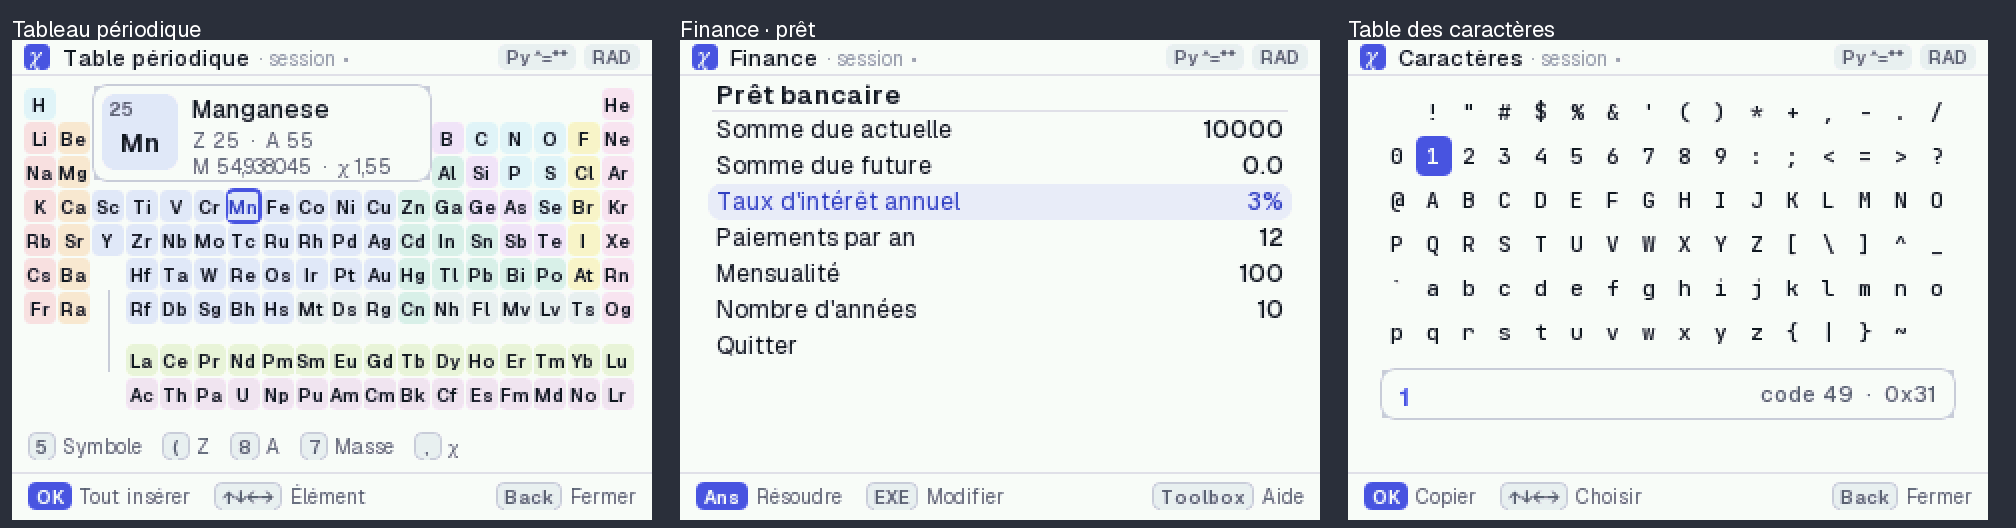 Tableau périodique
χ Table périodique · session · Py ^=** RAD
H He
25 Manganese
Li Be B C N O F Ne
Mn Z 25 · A 55
Na Mg M 54,938045 · χ 1,55 Al Si P S Cl Ar
K Ca Sc Ti V Cr Mn Fe Co Ni Cu Zn Ga Ge As Se Br Kr
Rb Sr Y Zr Nb Mo Tc Ru Rh Pd Ag Cd In Sn Sb Te I Xe
Cs Ba Hf Ta W Re Os Ir Pt Au Hg Tl Pb Bi Po At Rn
Fr Ra Rf Db Sg Bh Hs Mt Ds Rg Cn Nh Fl Mv Lv Ts Og
La Ce Pr Nd Pm Sm Eu Gd Tb Dy Ho Er Tm Yb Lu
Ac Th Pa U Np Pu Am Cm Bk Cf Es Fm Md No Lr
5 Symbole ( Z 8 A 7 Masse , χ
OK Tout insérer ↑↓←→ Élément Back Fermer
Finance · prêt
χ Finance · session · Py ^=** RAD
Prêt bancaire
Somme due actuelle 10000
Somme due future 0.0
Taux d'intérêt annuel 3%
Paiements par an 12
Mensualité 100
Nombre d'années 10
Quitter
Ans Résoudre EXE Modifier Toolbox Aide
Table des caractères
χ Caractères · session · Py ^=** RAD
! " # $ % & ' ( ) * + , - . /
0 1 2 3 4 5 6 7 8 9 : ; < = > ?
@ A B C D E F G H I J K L M N O
P Q R S T U V W X Y Z [ \ ] ^ _
` a b c d e f g h i j k l m n o
p q r s t u v w x y z { | } ~
1 code 49 · 0x31
OK Copier ↑↓←→ Choisir Back Fermer